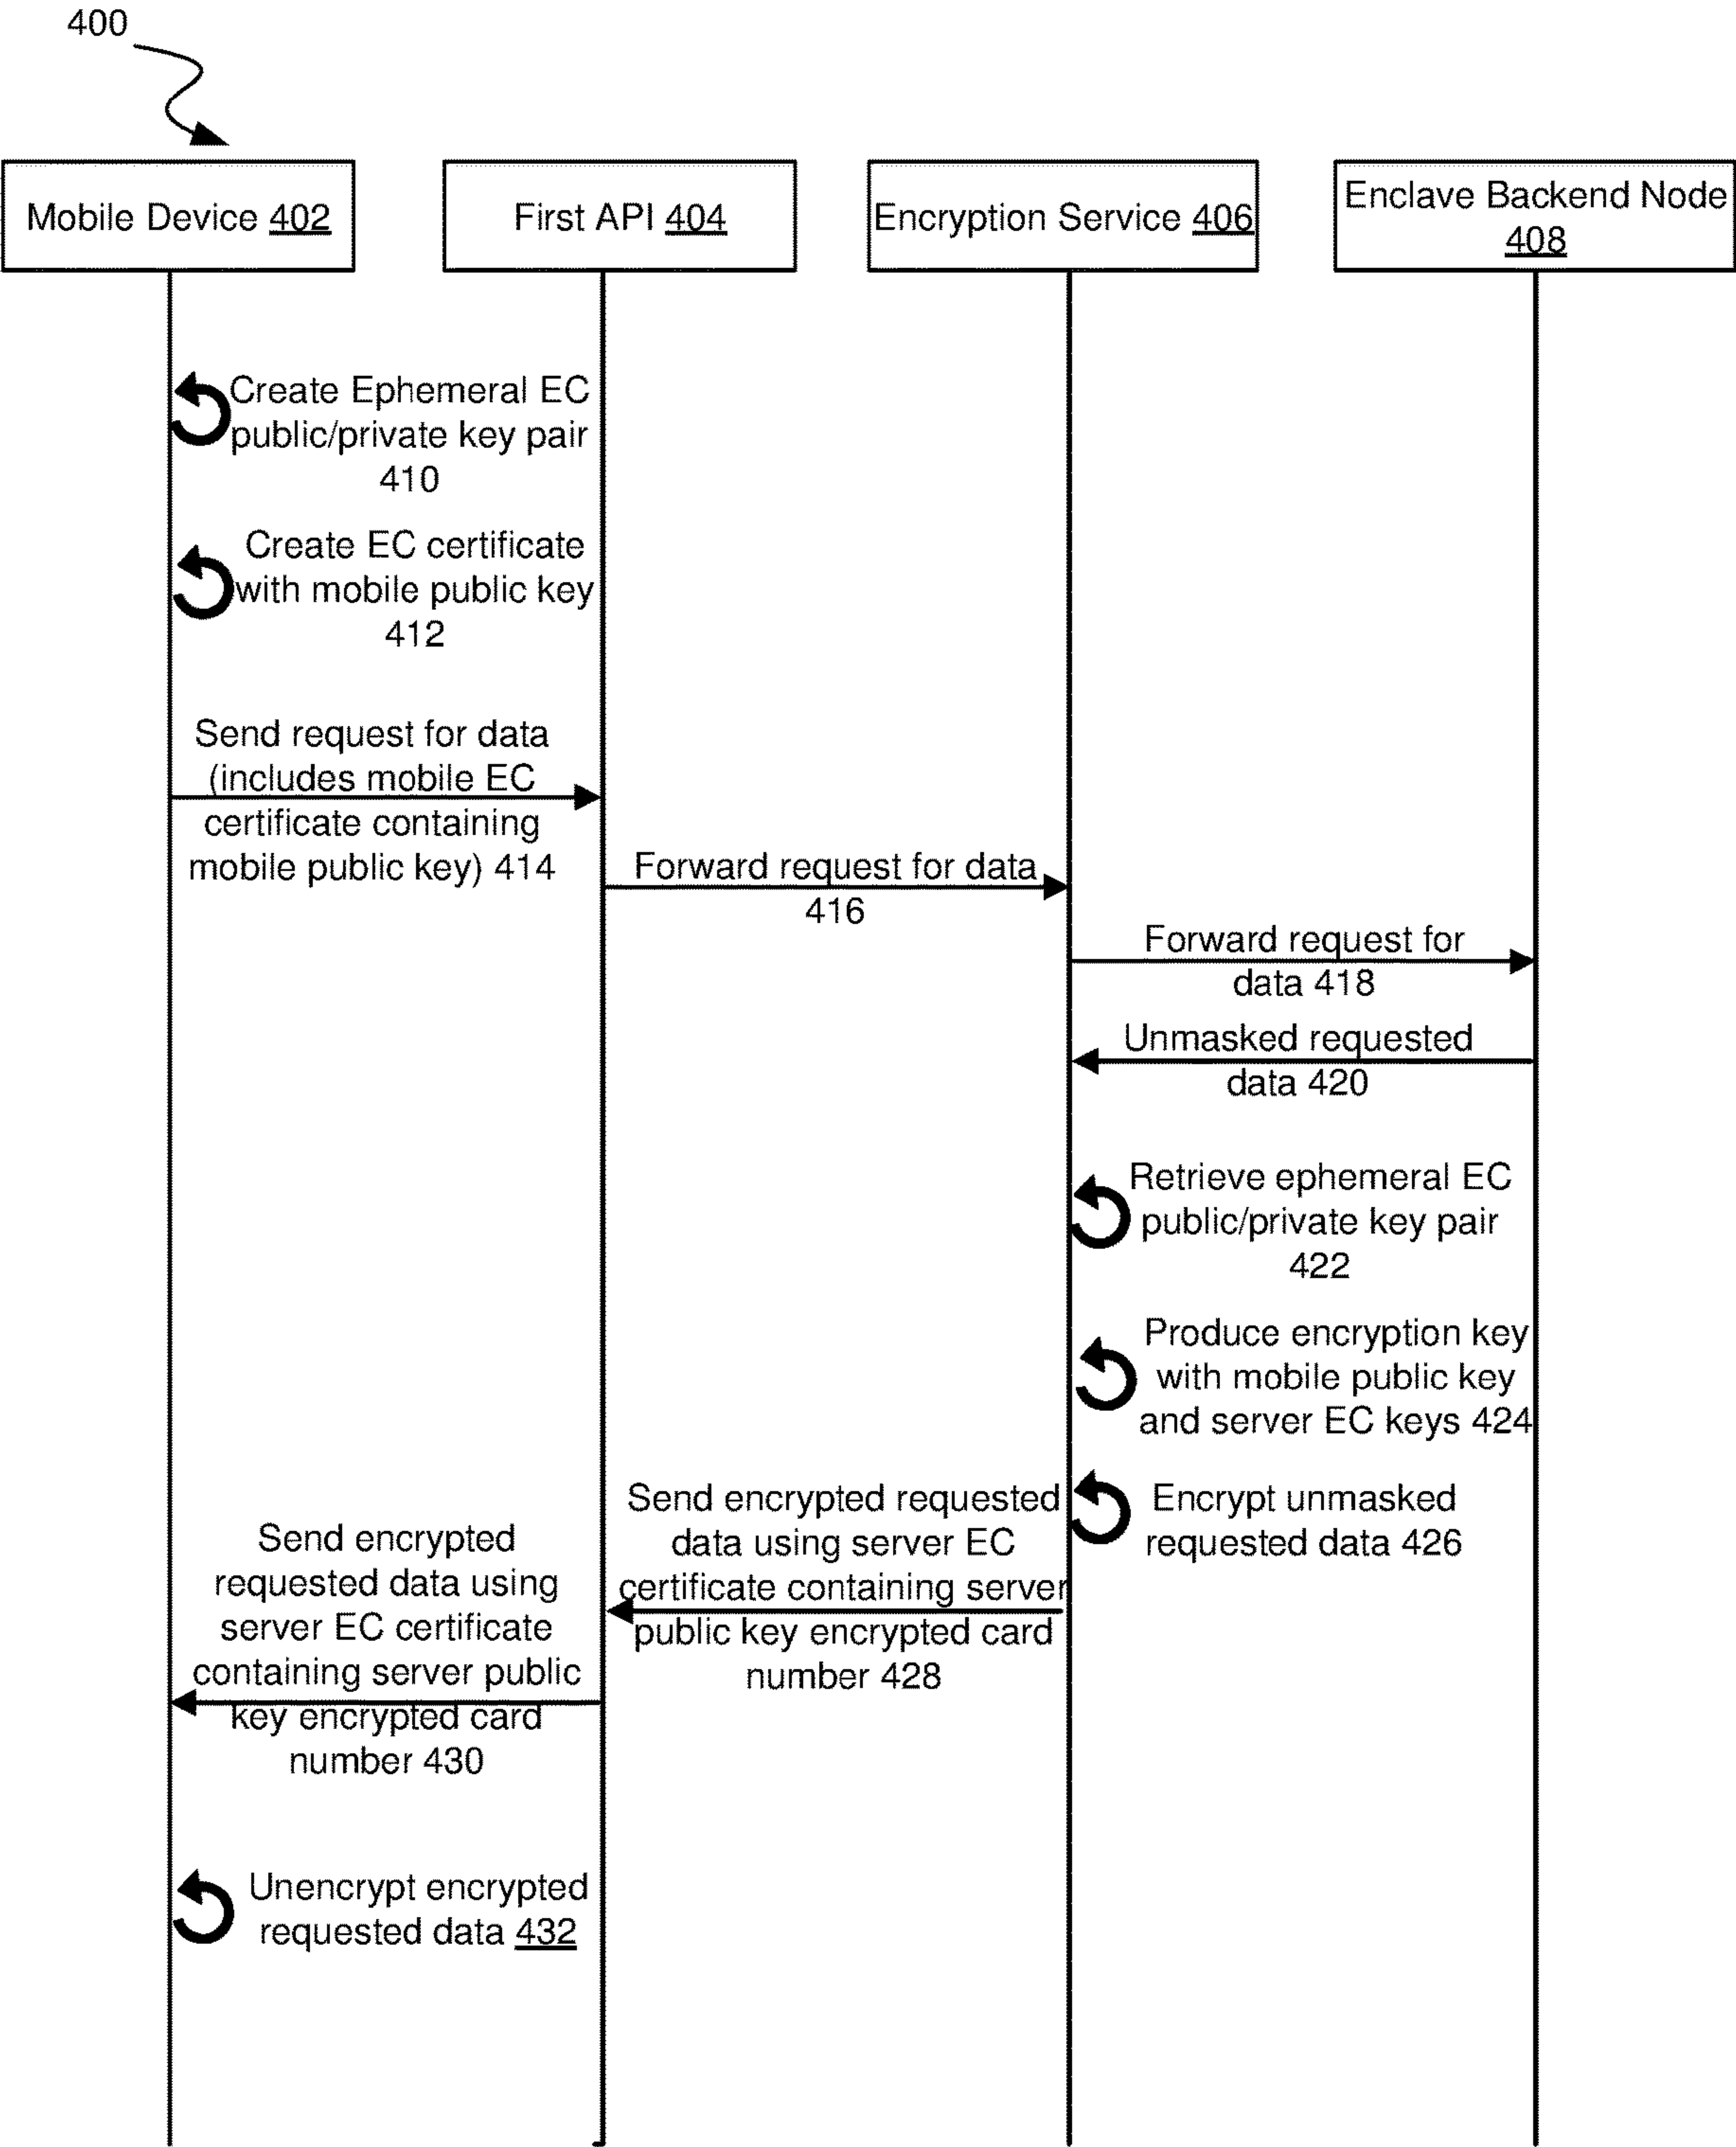 400
Mobile Device 402
First API 404
Encryption Service 406
Enclave Backend Node
408
Create Ephemeral EC
public/private key pair
410
Create EC certificate
with mobile public key
412
Send request for data
(includes mobile EC
certificate containing
mobile public key) 414
Forward request for data
416
Forward request for
data 418
Unmasked requested
data 420
Retrieve ephemeral EC
public/private key pair
422
Produce encryption key
with mobile public key
and server EC keys 424
Encrypt unmasked
requested data 426
Send encrypted requested
data using server EC
certificate containing server
public key encrypted card
number 428
Send encrypted
requested data using
server EC certificate
containing server public
key encrypted card
number 430
Unencrypt encrypted
requested data 432